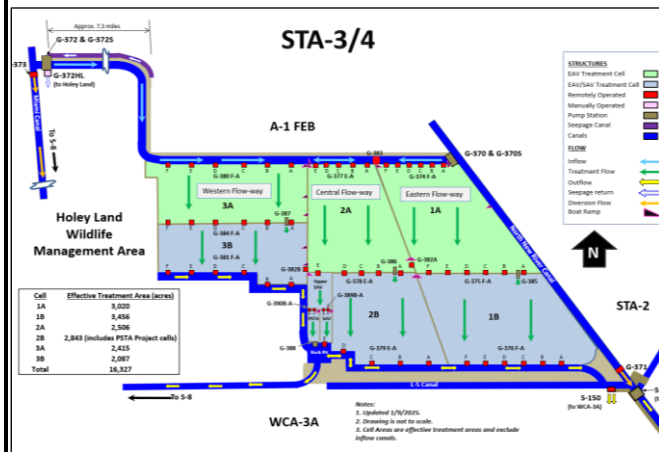 Approx. 7.3 miles
G-372 & G-372S
STA-3/4
-373
G-372HL
(to Holey Land)
Miami Canal
To S-8
A-1 FEB
STRUCTURES
EAV Treatment Cell
EAV/SAV Treatment Cell
Remotely Operated
Manually Operated
Pump Station
Seepage Canal
Canals
FLOW
Inflow
Treatment Flow
Outflow
Seepage return
Diversion Flow
Boat Ramp
G-383
G-370 & G-370S
F E D C B A
G-380 F-A
E D C B A
G-377 E-A
F E D C B A
G-374 F-A
Western Flow-way
Central Flow-way
Eastern Flow-way
3A
2A
1A
North New River Canal
Holey Land
Wildlife
Management Area
G-387
F E D C B A
G-384 F-A
3B
G-381 F-A
F E D C B A
G-382B
G-382A
N
E
Upper
SAV
G-378 E-A
G-386
A
F E D C B A
G-375 F-A
G-385
STA-2
G-390B-A
G-389B-A
PSTA
SAV
2B
1B
G-388
E
D
G-379 E-A
C B A
G-376 F-A
F E D C B A
G-371
Cell Effective Treatment Area (acres)
1A 3,020
1B 3,456
2A 2,506
2B 2,843 (includes PSTA Project cells)
3A 2,415
3B 2,087
Total 16,327
To S-8
WCA-3A
L-5 Canal
S-150
(to WCA-3A)
Notes:
1. Updated 1/9/2025.
2. Drawing is not to scale.
3. Cell Areas are effective treatment areas and exclude
inflow canals.